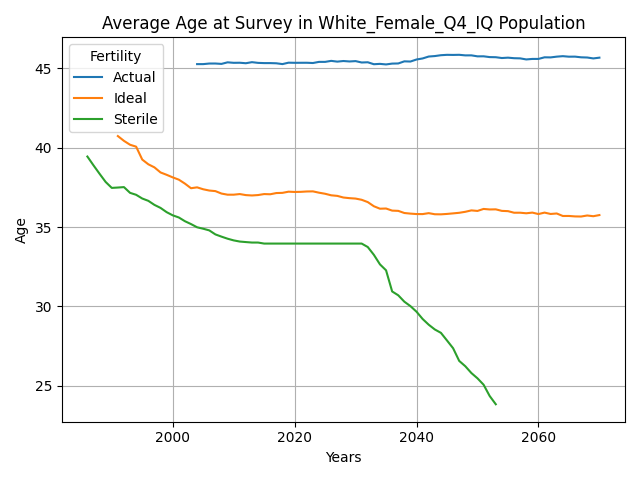 Average Age at Survey in White_Female_Q4_IQ Population
Fertility
Actual
Ideal
Sterile
Age
45
40
35
30
25
2000
2020
2040
2060
Years